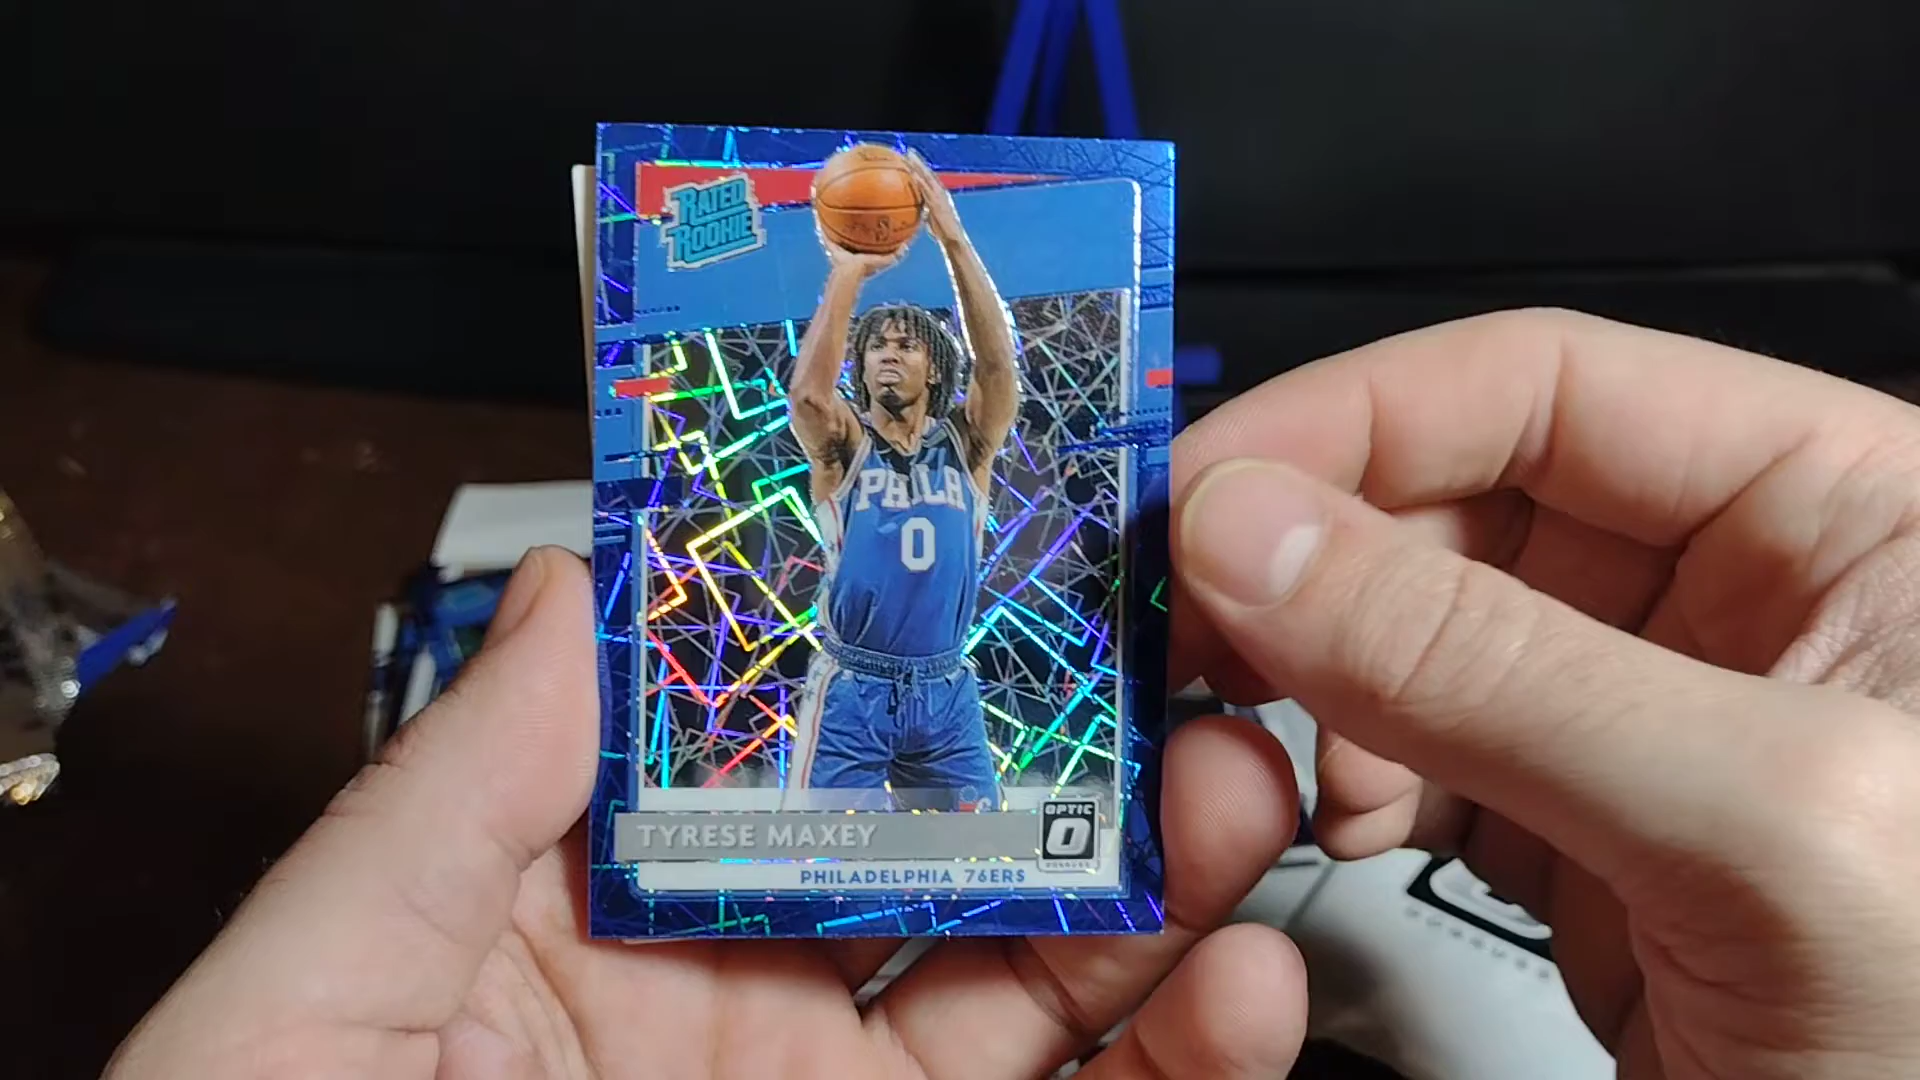 RATED
ROOKIE
PHILA
0
TYRESE MAXEY
OPTIC
O
DONRUSS
PHILADELPHIA 76ERS